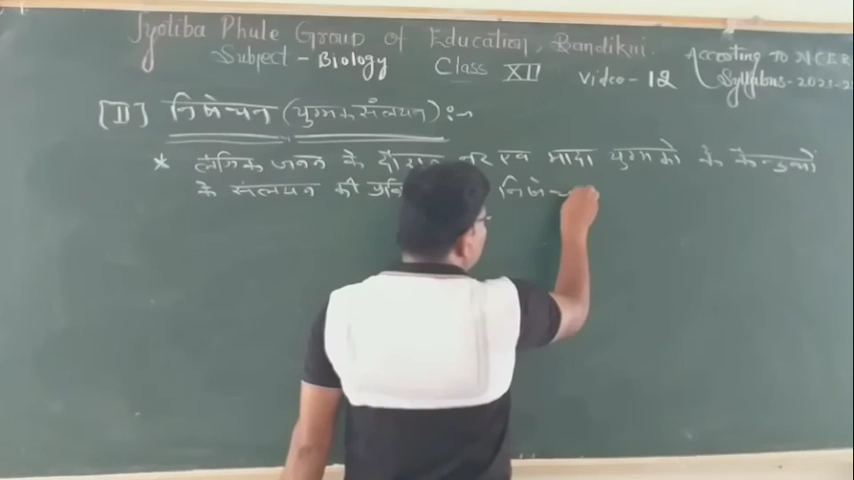 Jyotiba Phule Group of Education, Bandikui.
Subject - Biology Class XII Video - 12
According To NCER
Syllabus - 2021-2
[II] निषेचन (युग्मक संलयन) :-
* लैंगिक जनन के दौरान नर एवं मादा युग्मको के केन्द्रकों
के संलयन की निषे